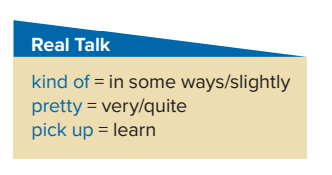 Real Talk
kind of = in some ways/slightly
pretty = very/quite
pick up = learn